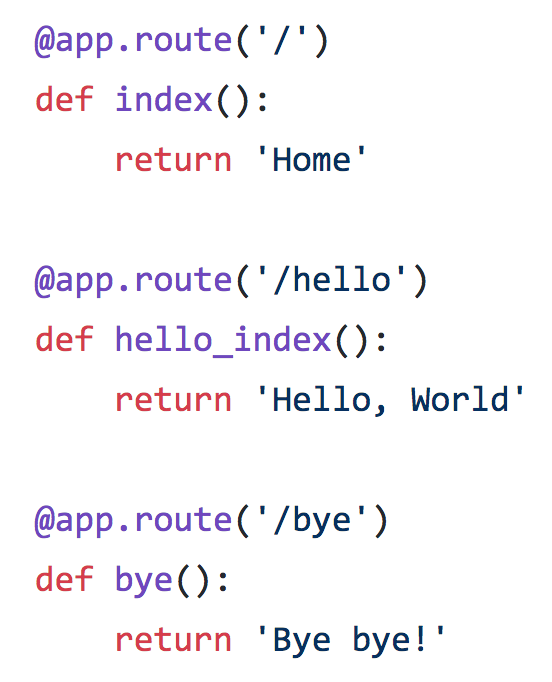 @app.route('/')
def index():
    return 'Home'

@app.route('/hello')
def hello_index():
    return 'Hello, World'

@app.route('/bye')
def bye():
    return 'Bye bye!'